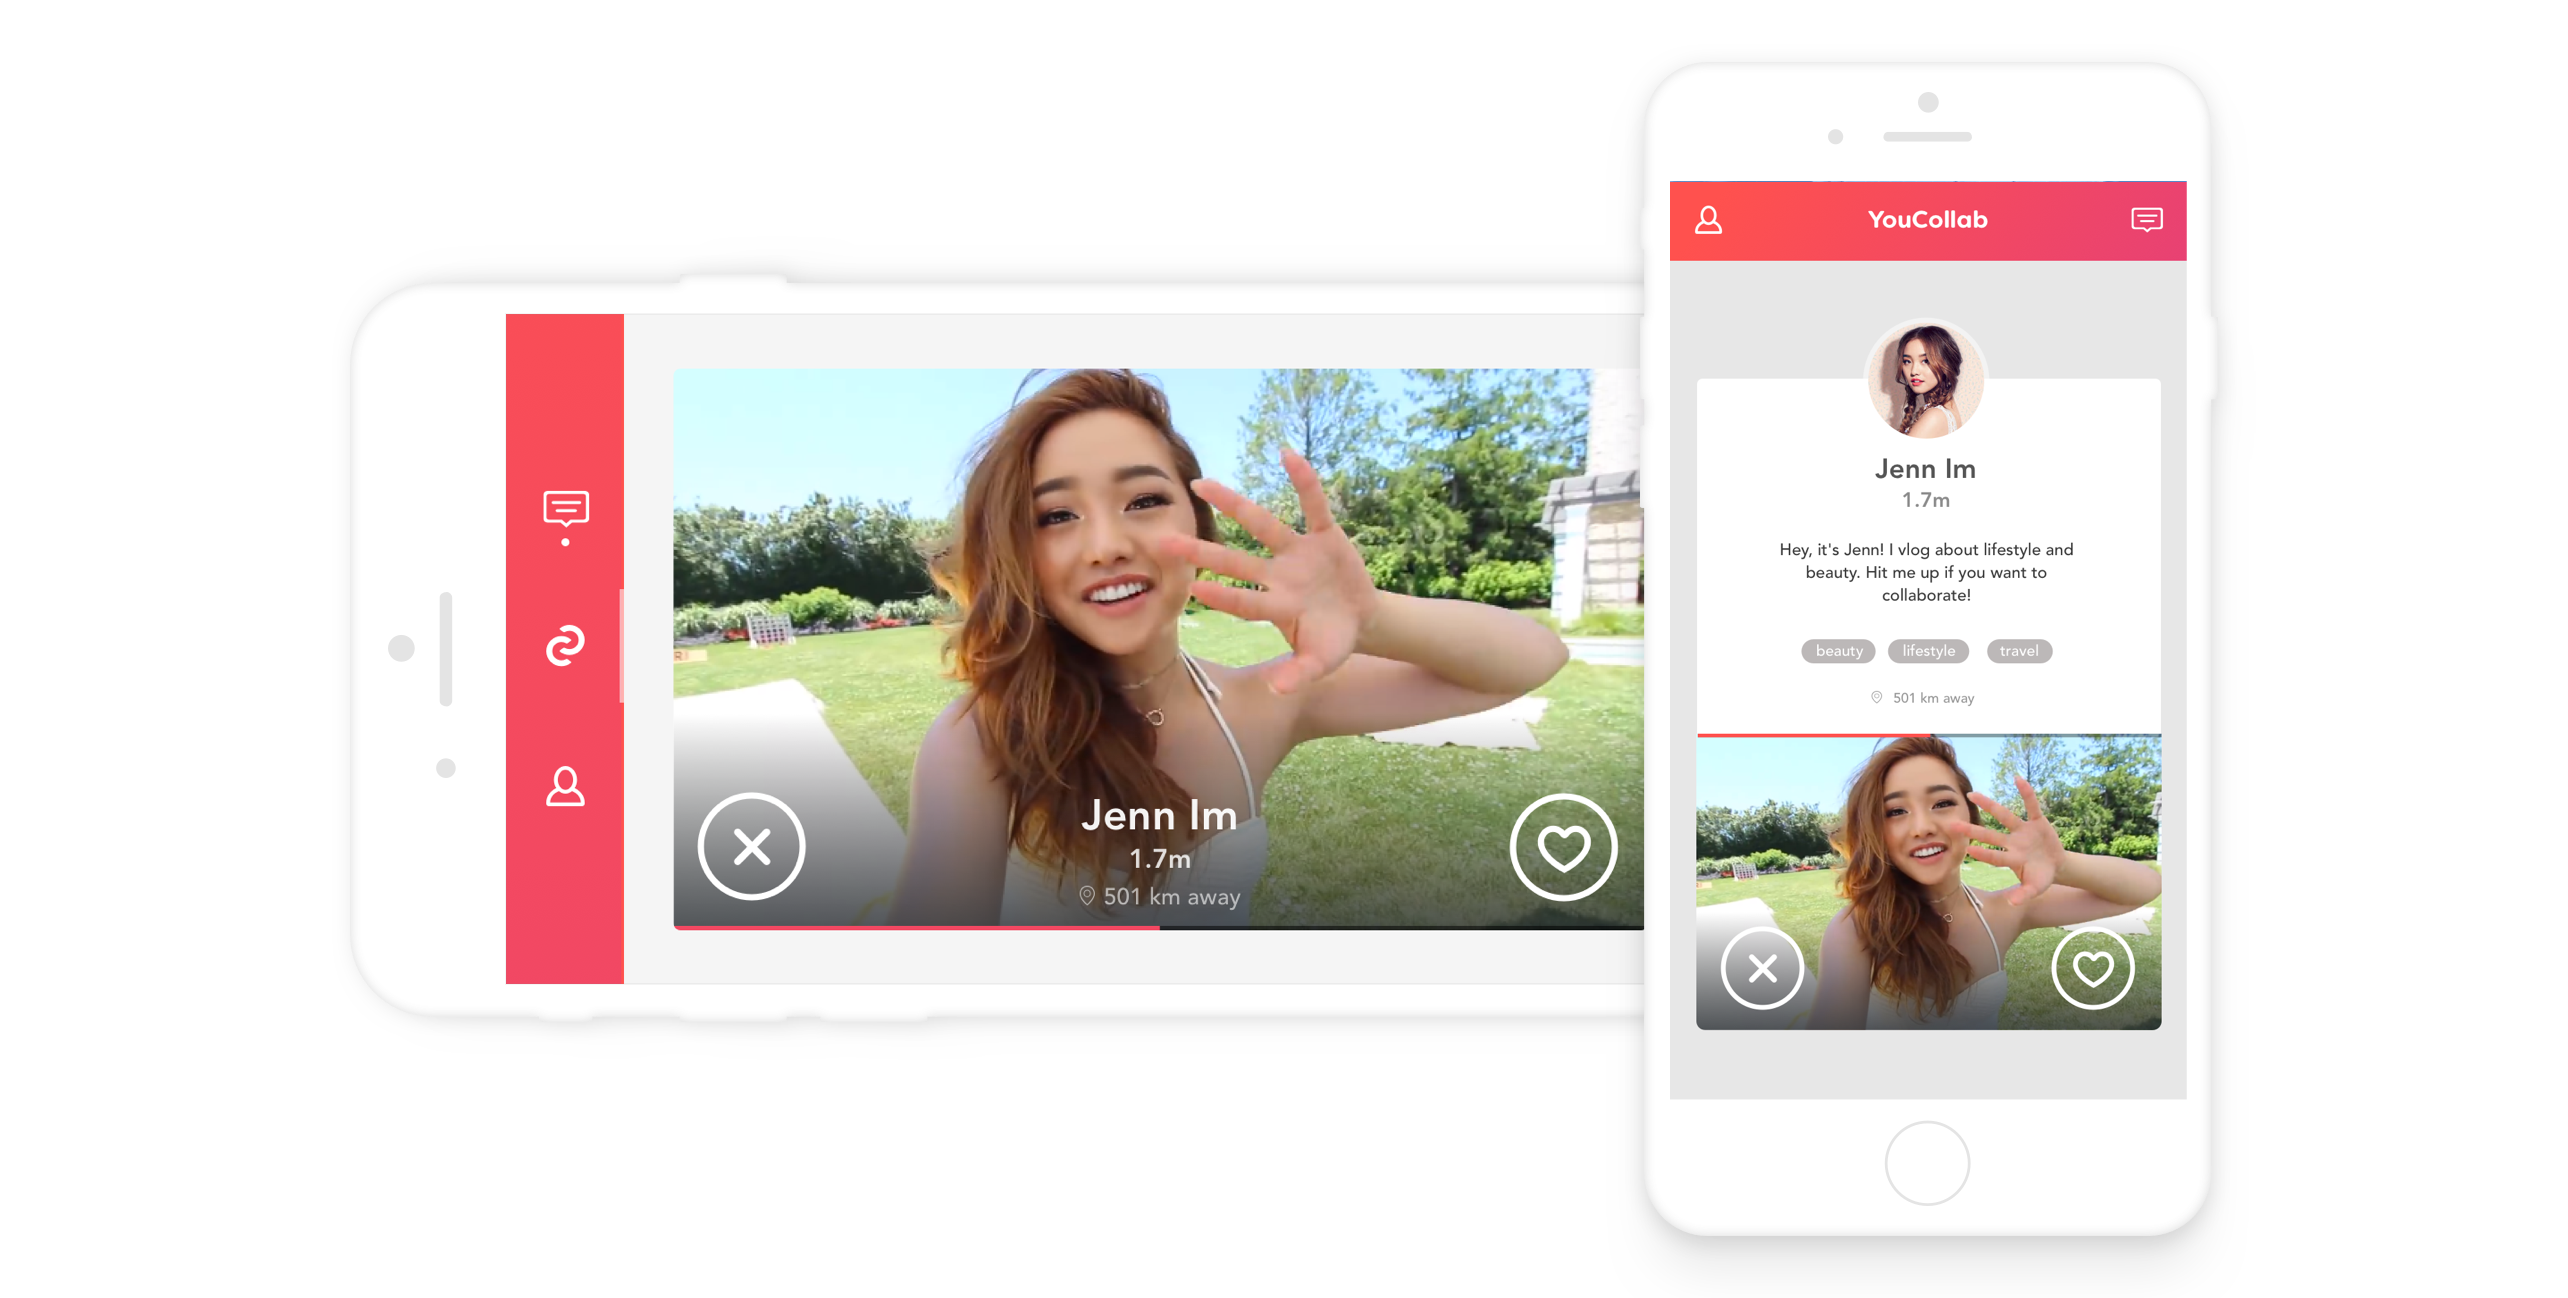 Jenn Im
1.7m
501 km away
YouCollab
Jenn Im
1.7m
Hey, it's Jenn! I vlog about lifestyle and
beauty. Hit me up if you want to
collaborate!
beauty lifestyle travel
501 km away